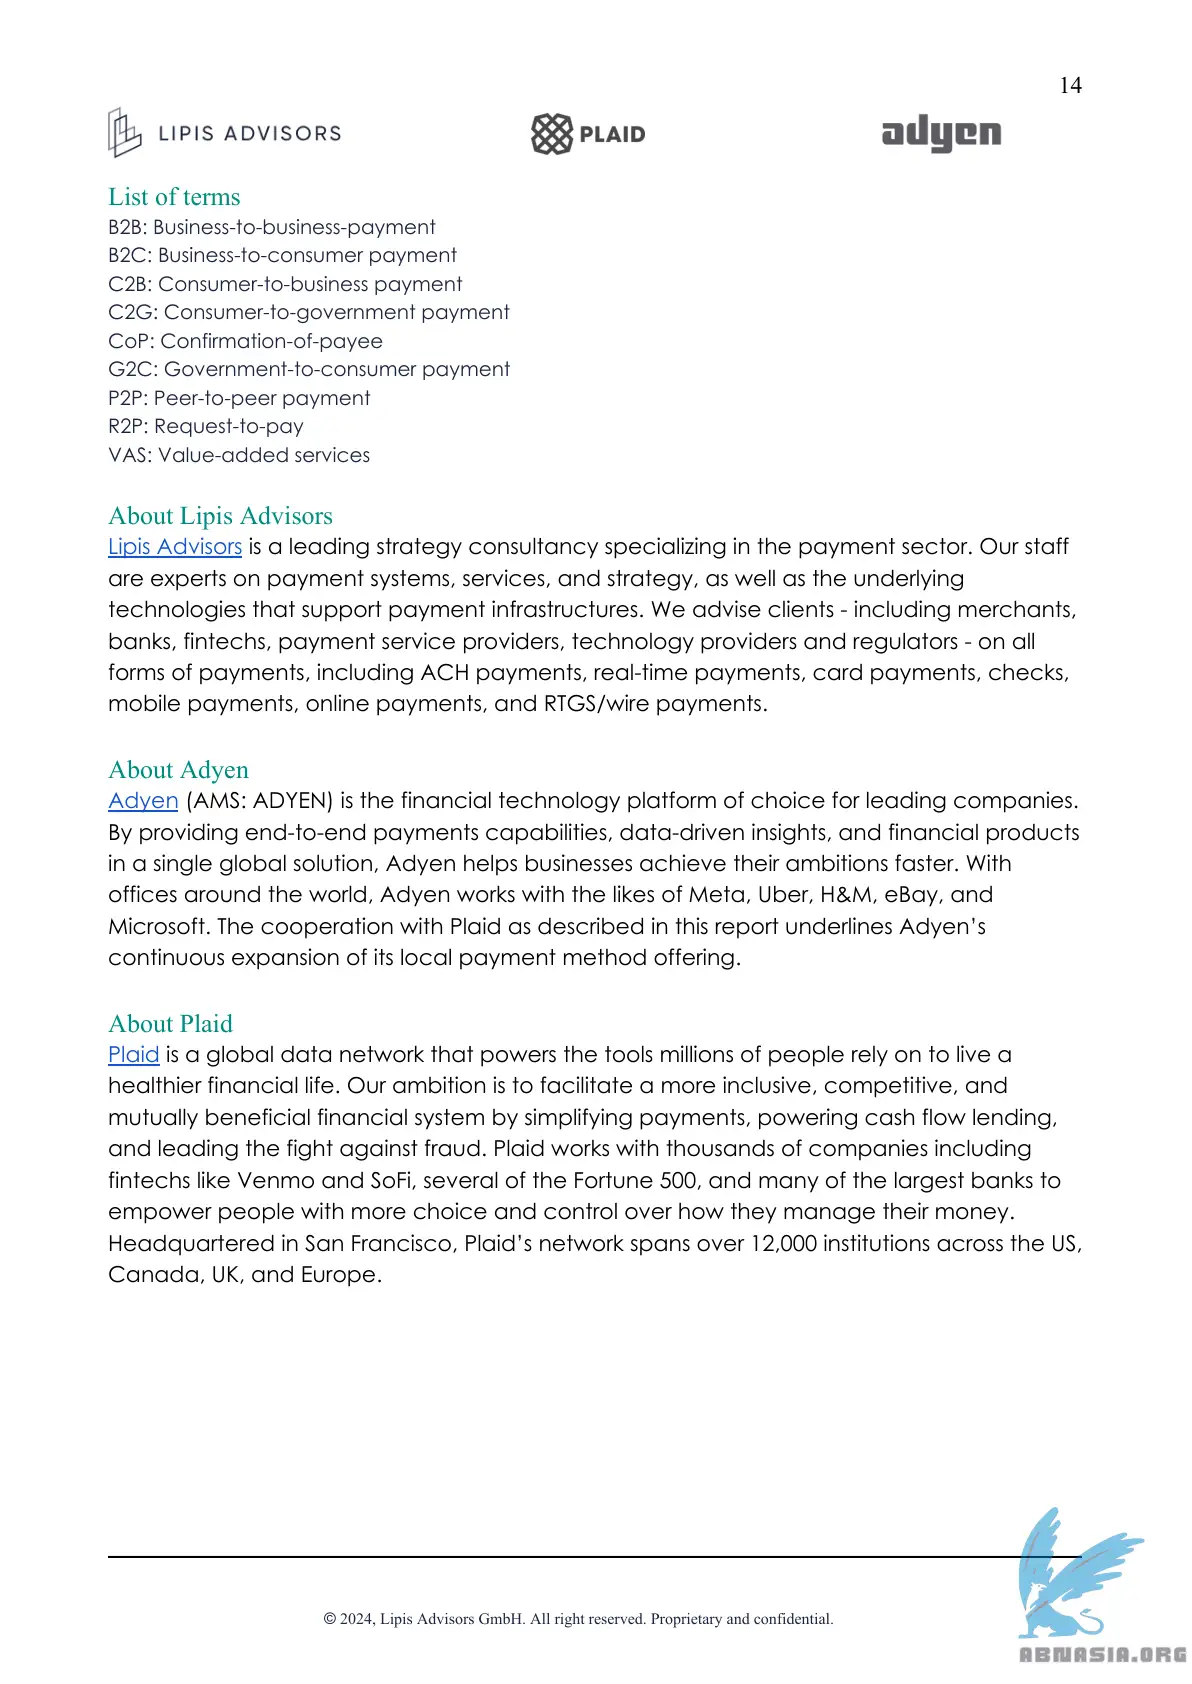 14
LIPIS ADVISORS
PLAID
adyen
List of terms
B2B: Business-to-business-payment
B2C: Business-to-consumer payment
C2B: Consumer-to-business payment
C2G: Consumer-to-government payment
CoP: Confirmation-of-payee
G2C: Government-to-consumer payment
P2P: Peer-to-peer payment
R2P: Request-to-pay
VAS: Value-added services
About Lipis Advisors
Lipis Advisors is a leading strategy consultancy specializing in the payment sector. Our staff
are experts on payment systems, services, and strategy, as well as the underlying
technologies that support payment infrastructures. We advise clients - including merchants,
banks, fintechs, payment service providers, technology providers and regulators - on all
forms of payments, including ACH payments, real-time payments, card payments, checks,
mobile payments, online payments, and RTGS/wire payments.
About Adyen
Adyen (AMS: ADYEN) is the financial technology platform of choice for leading companies.
By providing end-to-end payments capabilities, data-driven insights, and financial products
in a single global solution, Adyen helps businesses achieve their ambitions faster. With
offices around the world, Adyen works with the likes of Meta, Uber, H&M, eBay, and
Microsoft. The cooperation with Plaid as described in this report underlines Adyen’s
continuous expansion of its local payment method offering.
About Plaid
Plaid is a global data network that powers the tools millions of people rely on to live a
healthier financial life. Our ambition is to facilitate a more inclusive, competitive, and
mutually beneficial financial system by simplifying payments, powering cash flow lending,
and leading the fight against fraud. Plaid works with thousands of companies including
fintechs like Venmo and SoFi, several of the Fortune 500, and many of the largest banks to
empower people with more choice and control over how they manage their money.
Headquartered in San Francisco, Plaid’s network spans over 12,000 institutions across the US,
Canada, UK, and Europe.
© 2024, Lipis Advisors GmbH. All right reserved. Proprietary and confidential.
ABNASIA.ORG